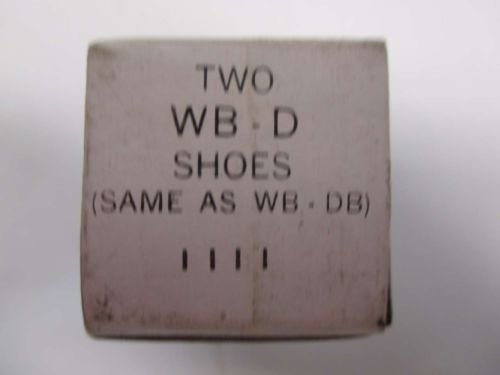 TWO
WB-D
SHOES
(SAME AS WB-DB)
1111